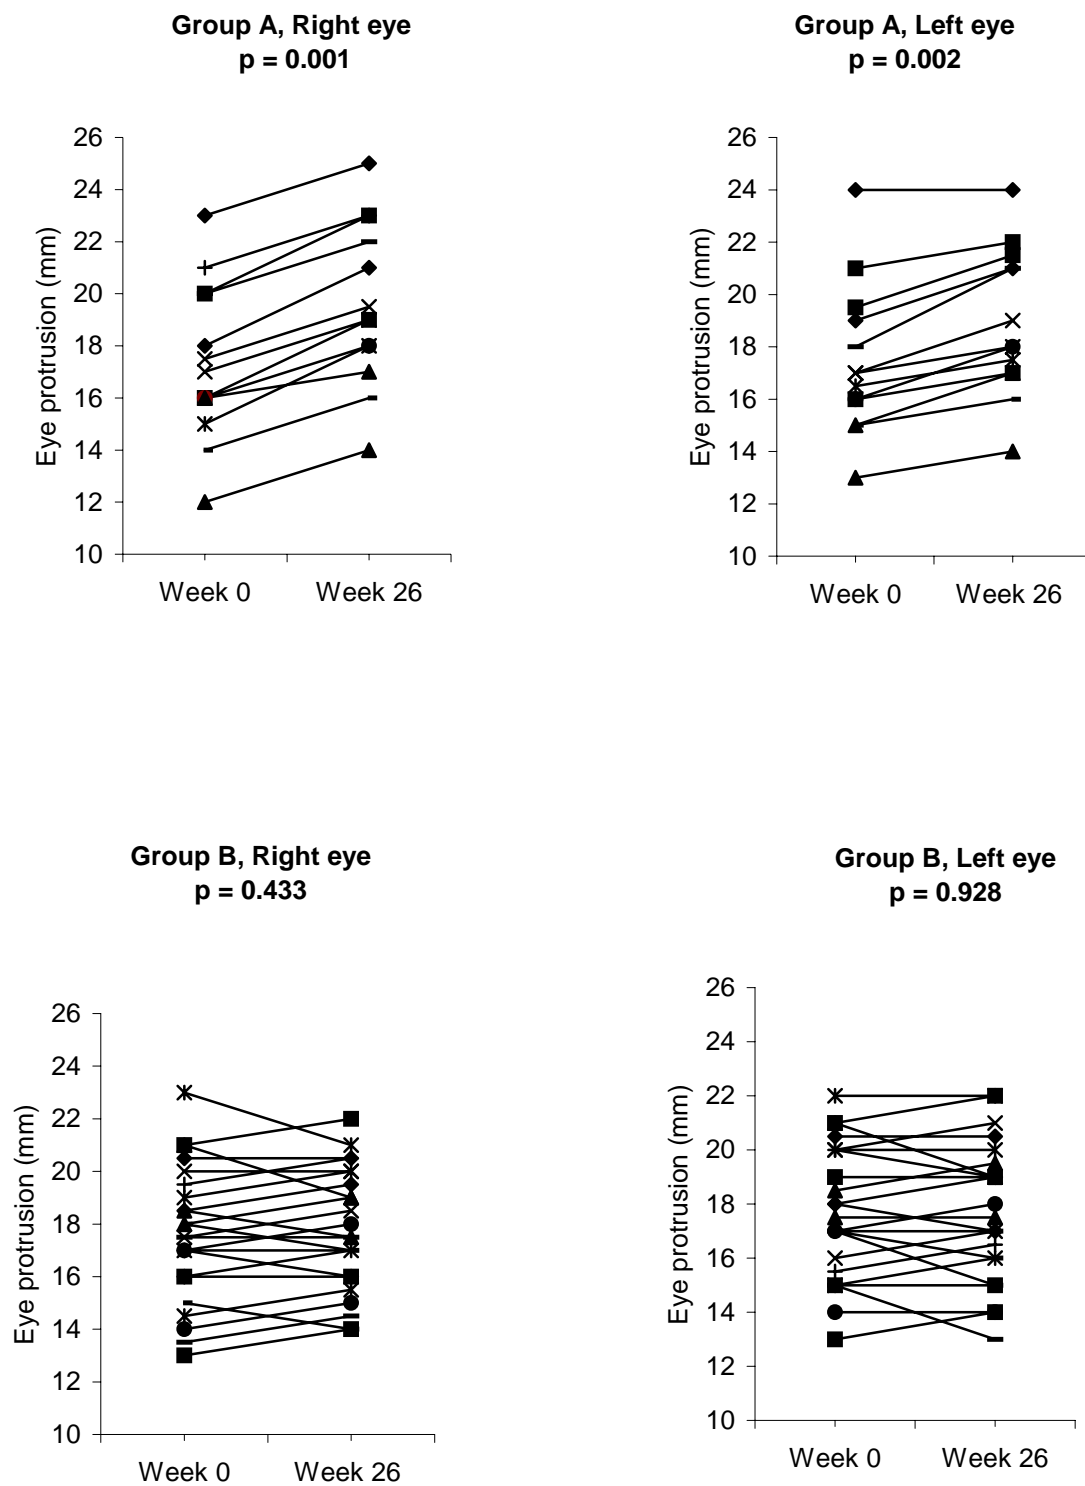 Group A, Right eye
p = 0.001
Eye protrusion (mm)
26
24
22
20
18
16
14
12
10
Week 0 Week 26
Group A, Left eye
p = 0.002
Eye protrusion (mm)
26
24
22
20
18
16
14
12
10
Week 0 Week 26
Group B, Right eye
p = 0.433
Eye protrusion (mm)
26
24
22
20
18
16
14
12
10
Week 0 Week 26
Group B, Left eye
p = 0.928
Eye protrusion (mm)
26
24
22
20
18
16
14
12
10
Week 0 Week 26